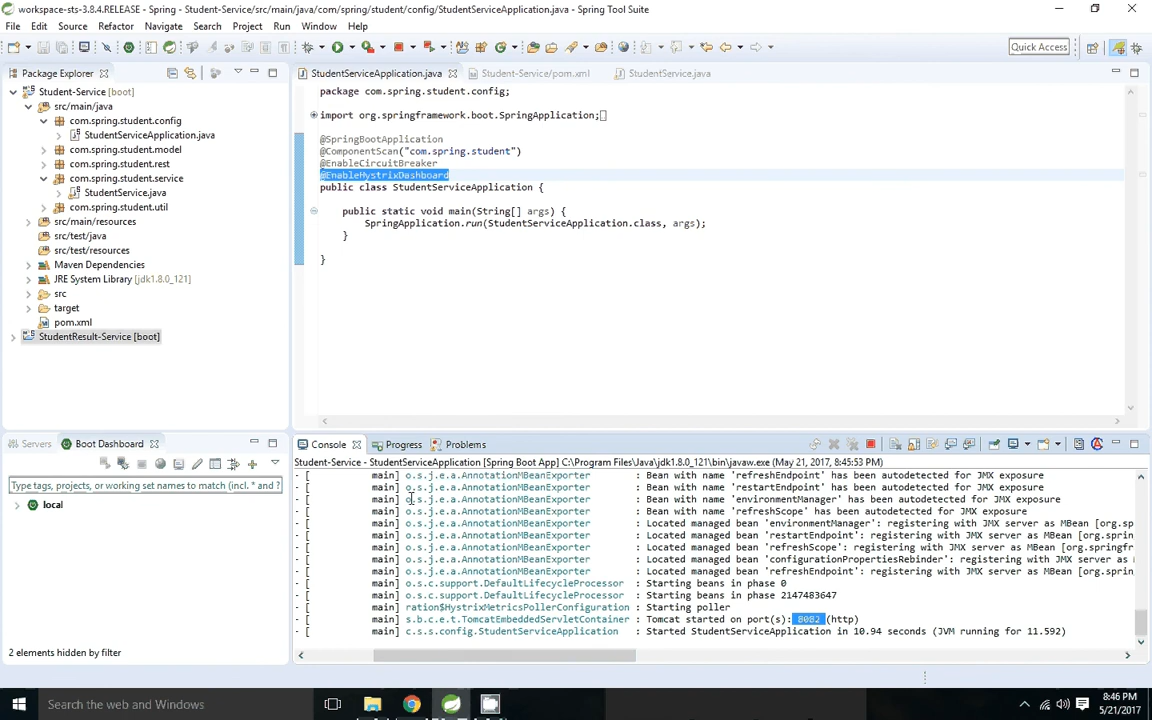 workspace-sts-3.8.4.RELEASE - Spring - Student-Service/src/main/java/com/spring/student/config/StudentServiceApplication.java - Spring Tool Suite
File Edit Source Refactor Navigate Search Project Run Window Help
Quick Access
Package Explorer
Student-Service [boot]
src/main/java
com.spring.student.config
StudentServiceApplication.java
com.spring.student.model
com.spring.student.rest
com.spring.student.service
StudentService.java
com.spring.student.util
src/main/resources
src/test/java
src/test/resources
Maven Dependencies
JRE System Library [jdk1.8.0_121]
src
target
pom.xml
StudentResult-Service [boot]
StudentServiceApplication.java Student-Service/pom.xml StudentService.java
package com.spring.student.config;
import org.springframework.boot.SpringApplication;
@SpringBootApplication
@ComponentScan("com.spring.student")
@EnableCircuitBreaker
@EnableHystrixDashboard
public class StudentServiceApplication {
public static void main(String[] args) {
SpringApplication.run(StudentServiceApplication.class, args);
}
}
Servers Boot Dashboard
Type tags, projects, or working set names to match (incl. * and ?
local
2 elements hidden by filter
Console Progress Problems
Student-Service - StudentServiceApplication [Spring Boot App] C:\Program Files\Java\jdk1.8.0_121\bin\javaw.exe (May 21, 2017, 8:45:53 PM)
- [ main] o.s.j.e.a.AnnotationMBeanExporter : Bean with name 'refreshEndpoint' has been autodetected for JMX exposure
- [ main] o.s.j.e.a.AnnotationMBeanExporter : Bean with name 'restartEndpoint' has been autodetected for JMX exposure
- [ main] o.s.j.e.a.AnnotationMBeanExporter : Bean with name 'environmentManager' has been autodetected for JMX exposure
- [ main] o.s.j.e.a.AnnotationMBeanExporter : Bean with name 'refreshScope' has been autodetected for JMX exposure
- [ main] o.s.j.e.a.AnnotationMBeanExporter : Located managed bean 'environmentManager': registering with JMX server as MBean [org.sp
- [ main] o.s.j.e.a.AnnotationMBeanExporter : Located managed bean 'restartEndpoint': registering with JMX server as MBean [org.sprin
- [ main] o.s.j.e.a.AnnotationMBeanExporter : Located managed bean 'refreshScope': registering with JMX server as MBean [org.springfr
- [ main] o.s.j.e.a.AnnotationMBeanExporter : Located managed bean 'configurationPropertiesRebinder': registering with JMX server as
- [ main] o.s.j.e.a.AnnotationMBeanExporter : Located managed bean 'refreshEndpoint': registering with JMX server as MBean [org.sprin
- [ main] o.s.c.support.DefaultLifecycleProcessor : Starting beans in phase 0
- [ main] o.s.c.support.DefaultLifecycleProcessor : Starting beans in phase 2147483647
- [ main] ration$HystrixMetricsPollerConfiguration : Starting poller
- [ main] s.b.c.e.t.TomcatEmbeddedServletContainer : Tomcat started on port(s): 8082 (http)
- [ main] c.s.s.config.StudentServiceApplication : Started StudentServiceApplication in 10.94 seconds (JVM running for 11.592)
Search the web and Windows
8:46 PM
5/21/2017